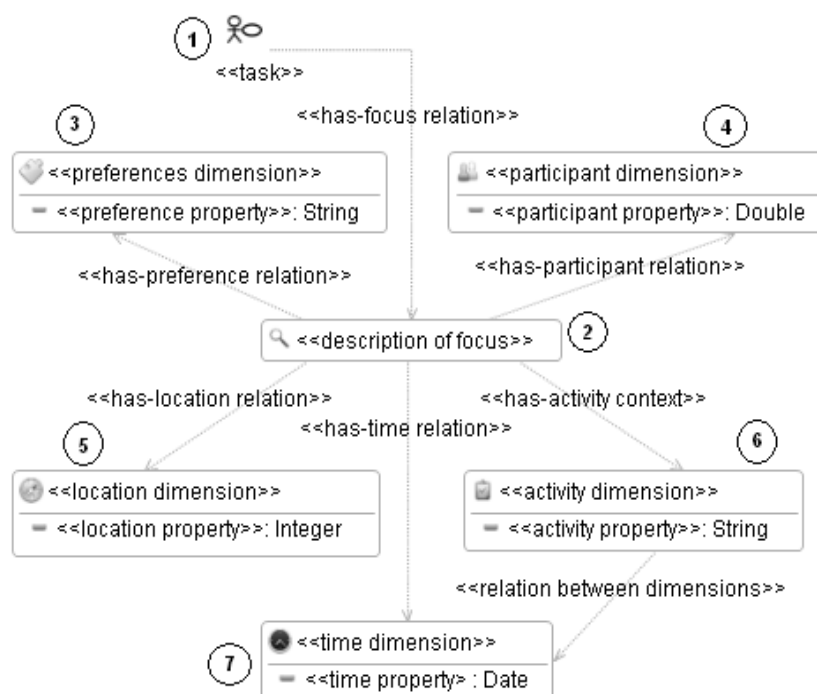 1
<<task>>
<<has-focus relation>>
3
4
<<preferences dimension>>
<<preference property>>: String
<<participant dimension>>
<<participant property>>: Double
<<has-preference relation>>
<<has-participant relation>>
<<description of focus>>
2
<<has-location relation>>
<<has-activity context>>
<<has-time relation>>
5
6
<<location dimension>>
<<location property>>: Integer
<<activity dimension>>
<<activity property>>: String
<<relation between dimensions>>
7
<<time dimension>>
<<time property> : Date